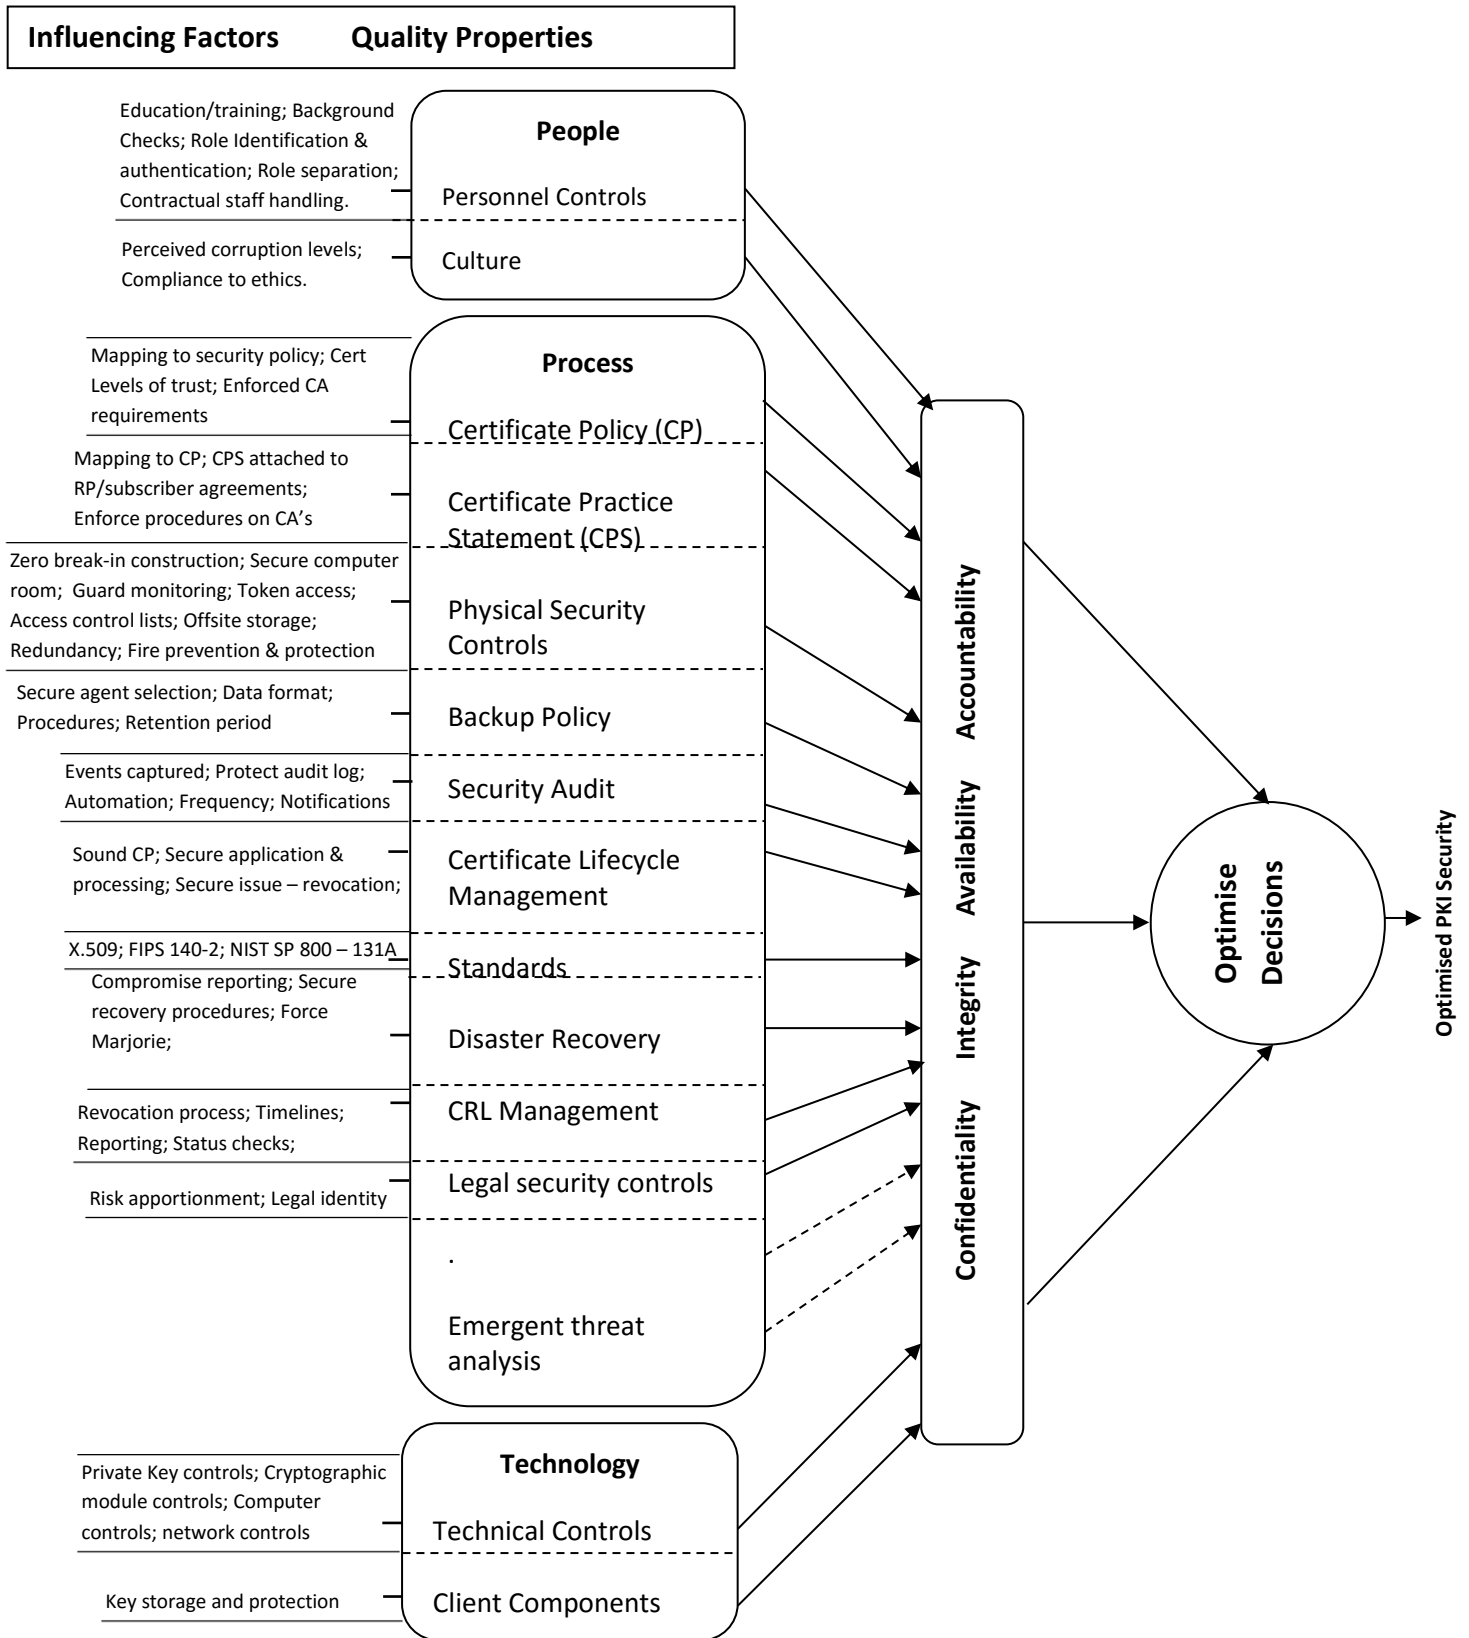 Influencing Factors Quality Properties
Education/training; Background
Checks; Role Identification &
authentication; Role separation;
Contractual staff handling.
People
Personnel Controls
Perceived corruption levels;
Compliance to ethics.
Culture
Process
Mapping to security policy; Cert
Levels of trust; Enforced CA
requirements
Certificate Policy (CP)
Mapping to CP; CPS attached to
RP/subscriber agreements;
Enforce procedures on CA’s
Certificate Practice
Statement (CPS)
Zero break-in construction; Secure computer
room; Guard monitoring; Token access;
Access control lists; Offsite storage;
Redundancy; Fire prevention & protection
Physical Security
Controls
Secure agent selection; Data format;
Procedures; Retention period
Backup Policy
Events captured; Protect audit log;
Automation; Frequency; Notifications
Security Audit
Sound CP; Secure application &
processing; Secure issue – revocation;
Certificate Lifecycle
Management
X.509; FIPS 140-2; NIST SP 800 – 131A
Standards
Compromise reporting; Secure
recovery procedures; Force
Marjorie;
Disaster Recovery
Revocation process; Timelines;
Reporting; Status checks;
CRL Management
Risk apportionment; Legal identity
Legal security controls
.
Emergent threat
analysis
Technology
Private Key controls; Cryptographic
module controls; Computer
controls; network controls
Technical Controls
Key storage and protection
Client Components
Confidentiality Integrity Availability Accountability
Optimise
Decisions
Optimised PKI Security